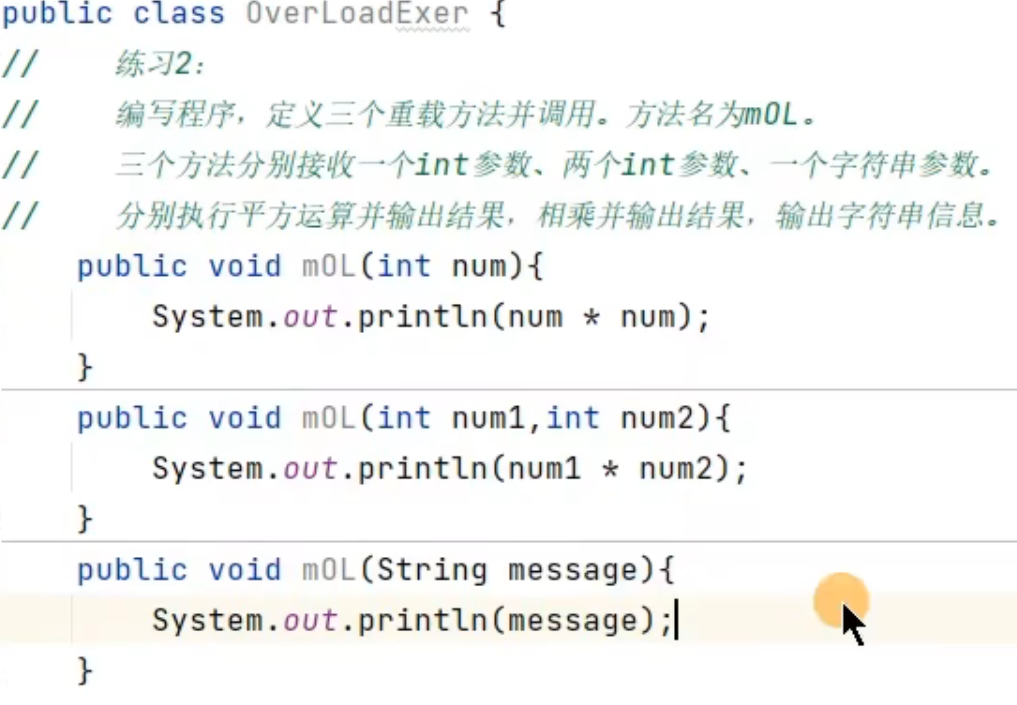 public class OverLoadExer {
//    练习2：
//    编写程序，定义三个重载方法并调用。方法名为mOL。
//    三个方法分别接收一个int参数、两个int参数、一个字符串参数。
//    分别执行平方运算并输出结果，相乘并输出结果，输出字符串信息。
    public void mOL(int num){
        System.out.println(num * num);
    }
    public void mOL(int num1,int num2){
        System.out.println(num1 * num2);
    }
    public void mOL(String message){
        System.out.println(message);
    }